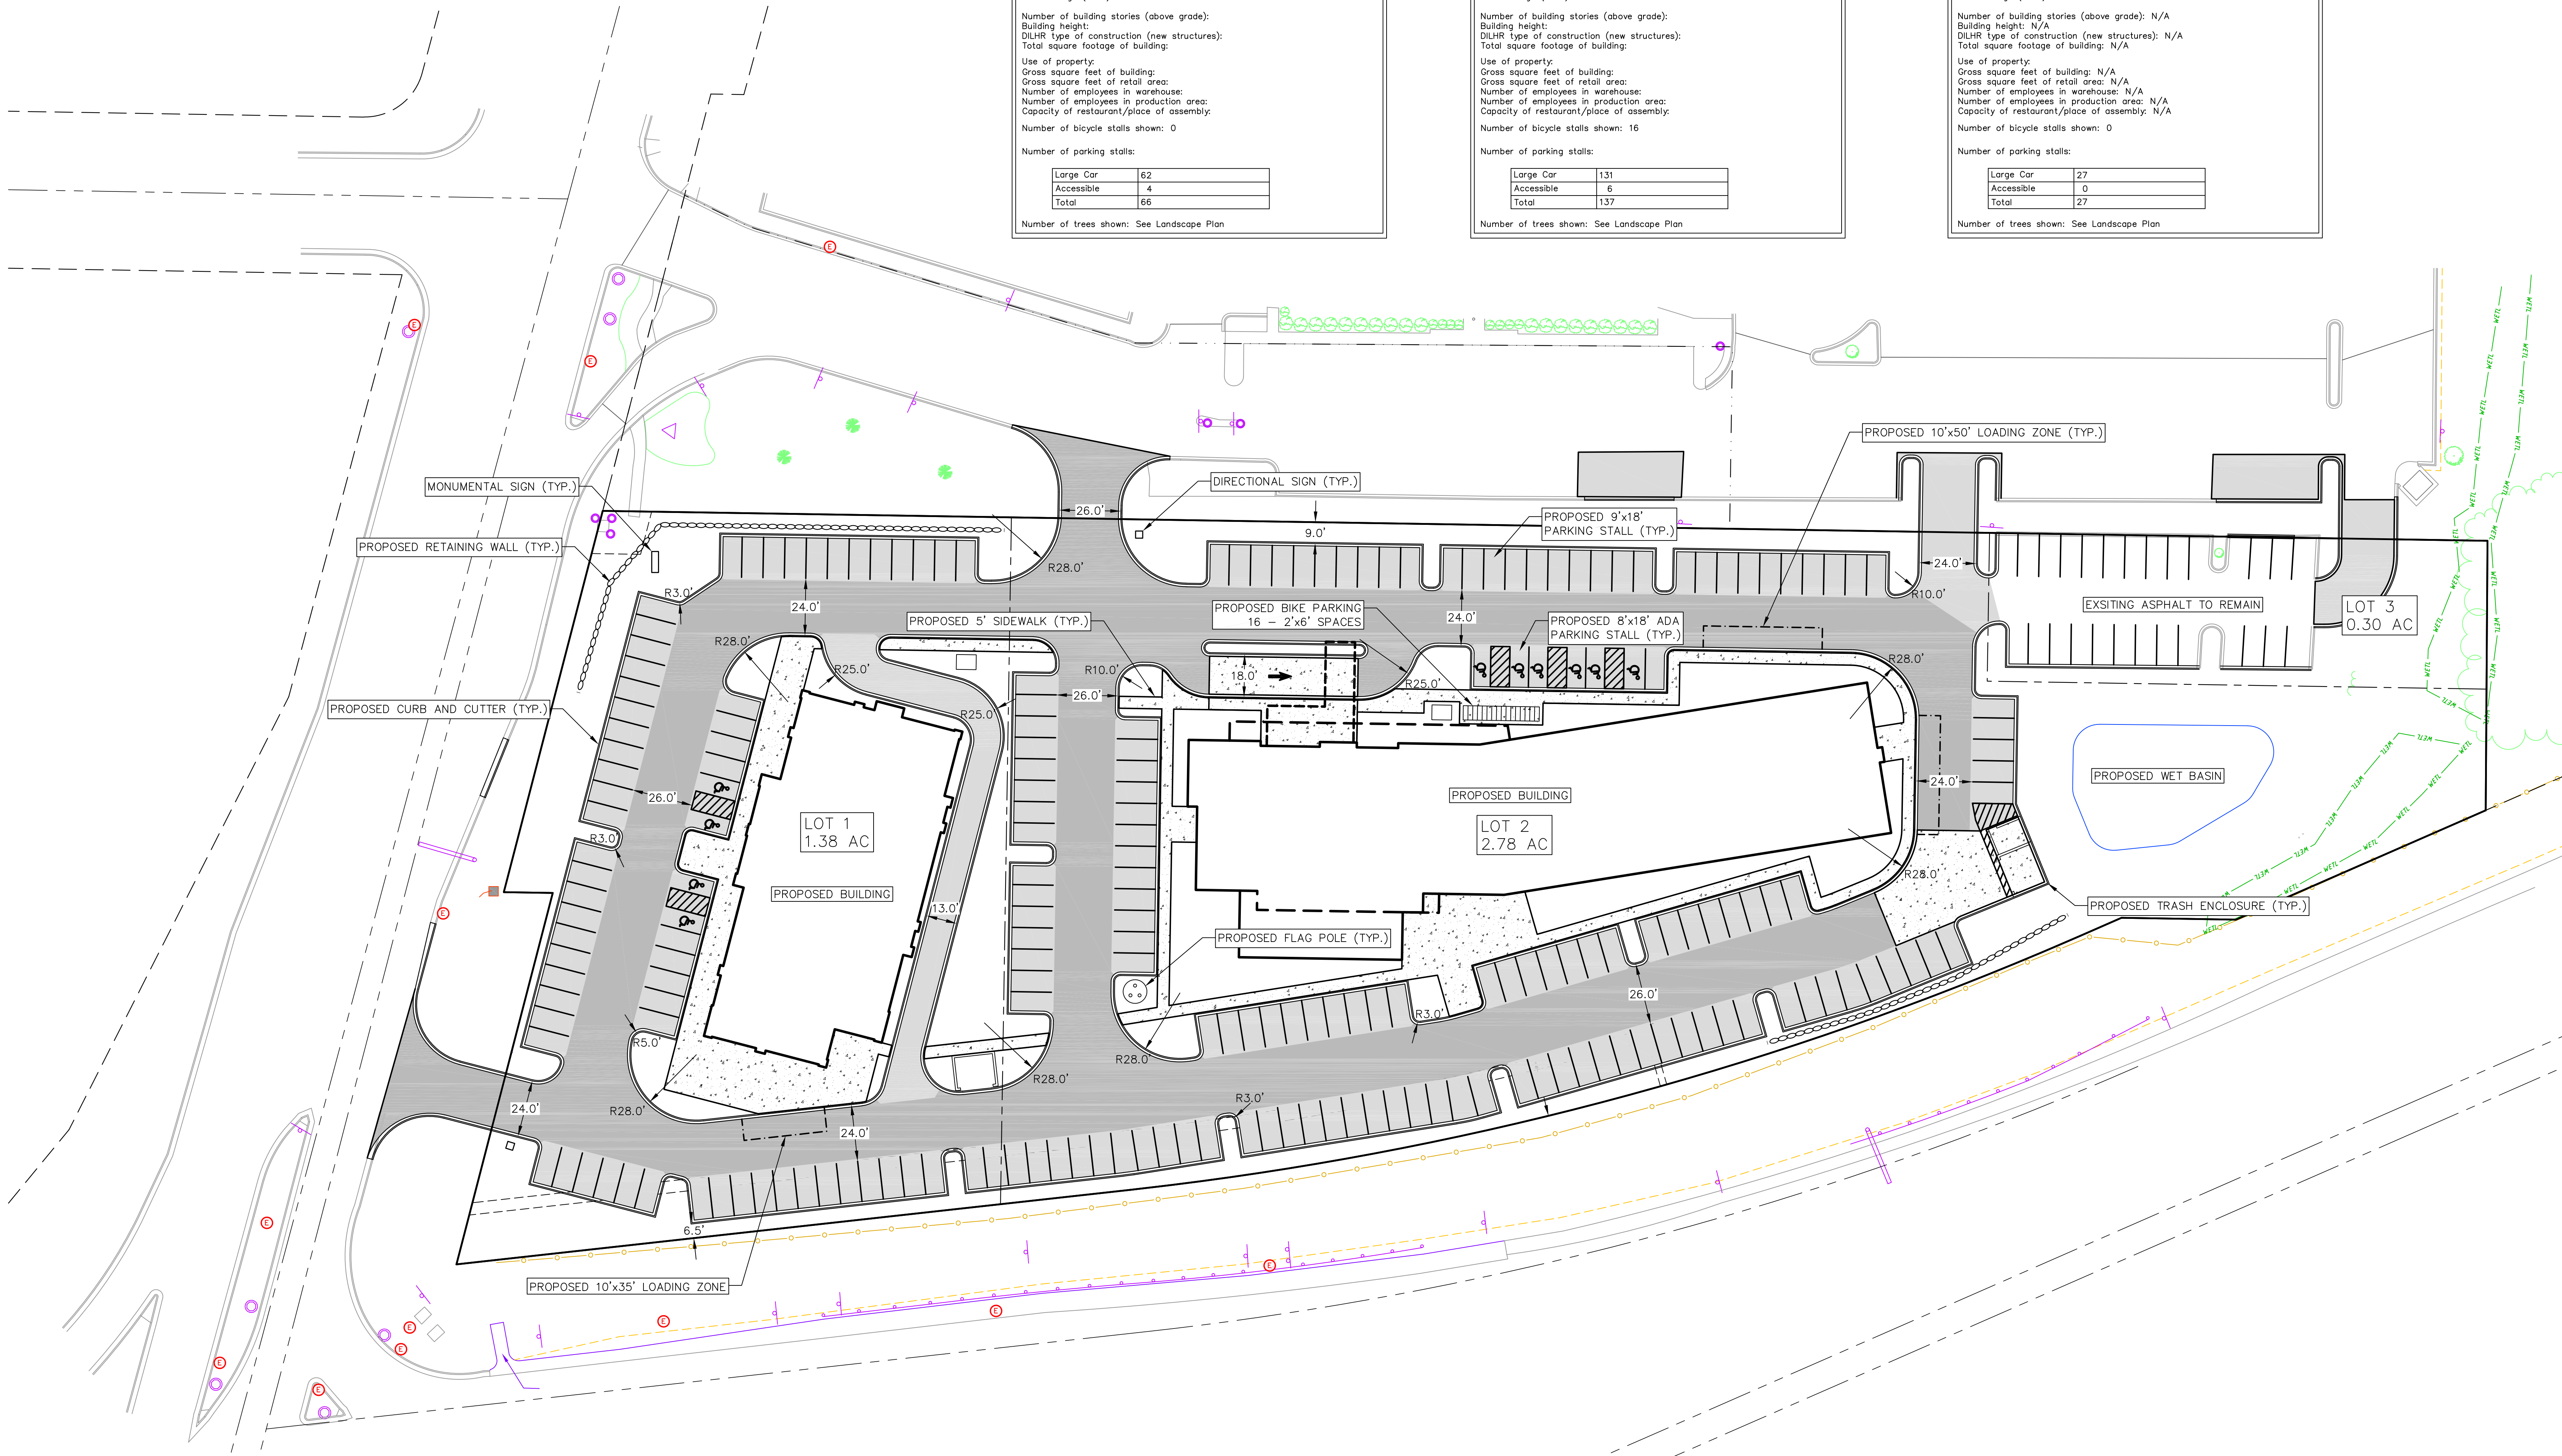 Number of building stories (above grade):
Building height:
DILHR type of construction (new structures):
Total square footage of building:
Use of property:
Gross square feet of building:
Gross square feet of retail area:
Number of employees in warehouse:
Number of employees in production area:
Capacity of restaurant/place of assembly:
Number of bicycle stalls shown: 0
Number of parking stalls:
Large Car 62
Accessible 4
Total 66
Number of trees shown: See Landscape Plan
Number of building stories (above grade):
Building height:
DILHR type of construction (new structures):
Total square footage of building:
Use of property:
Gross square feet of building:
Gross square feet of retail area:
Number of employees in warehouse:
Number of employees in production area:
Capacity of restaurant/place of assembly:
Number of bicycle stalls shown: 16
Number of parking stalls:
Large Car 131
Accessible 6
Total 137
Number of trees shown: See Landscape Plan
Number of building stories (above grade): N/A
Building height: N/A
DILHR type of construction (new structures): N/A
Total square footage of building: N/A
Use of property:
Gross square feet of building: N/A
Gross square feet of retail area: N/A
Number of employees in warehouse: N/A
Number of employees in production area: N/A
Capacity of restaurant/place of assembly: N/A
Number of bicycle stalls shown: 0
Number of parking stalls:
Large Car 27
Accessible 0
Total 27
Number of trees shown: See Landscape Plan
E
E
E
WETL
WETL
WETL
WETL
WETL
WETL
PROPOSED 10'x50' LOADING ZONE (TYP.)
MONUMENTAL SIGN (TYP.)
DIRECTIONAL SIGN (TYP.)
26.0'
PROPOSED 9'x18'
PARKING STALL (TYP.)
9.0'
PROPOSED RETAINING WALL (TYP.)
R28.0'
24.0'
R3.0'
R10.0'
24.0'
PROPOSED BIKE PARKING
16 – 2'x6' SPACES
24.0'
EXSITING ASPHALT TO REMAIN
LOT 3
0.30 AC
PROPOSED 5' SIDEWALK (TYP.)
PROPOSED 8'x18' ADA
PARKING STALL (TYP.)
R28.0'
R25.0'
R10.0'
18.0'
R25.0'
R28.0'
26.0'
R25.0'
PROPOSED CURB AND CUTTER (TYP.)
WETL
WETL
WETL
WETL
WETL
WETL
PROPOSED WET BASIN
24.0'
PROPOSED BUILDING
26.0'
LOT 1
1.38 AC
LOT 2
2.78 AC
R3.0'
WETL
WETL
WETL
WETL
WETL
R28.0'
PROPOSED BUILDING
PROPOSED TRASH ENCLOSURE (TYP.)
13.0'
E
PROPOSED FLAG POLE (TYP.)
26.0'
R3.0'
R5.0'
R28.0'
R28.0'
R3.0'
24.0'
R28.0'
24.0'
E
6.5'
E
PROPOSED 10'x35' LOADING ZONE
E
E
E
E
E
E